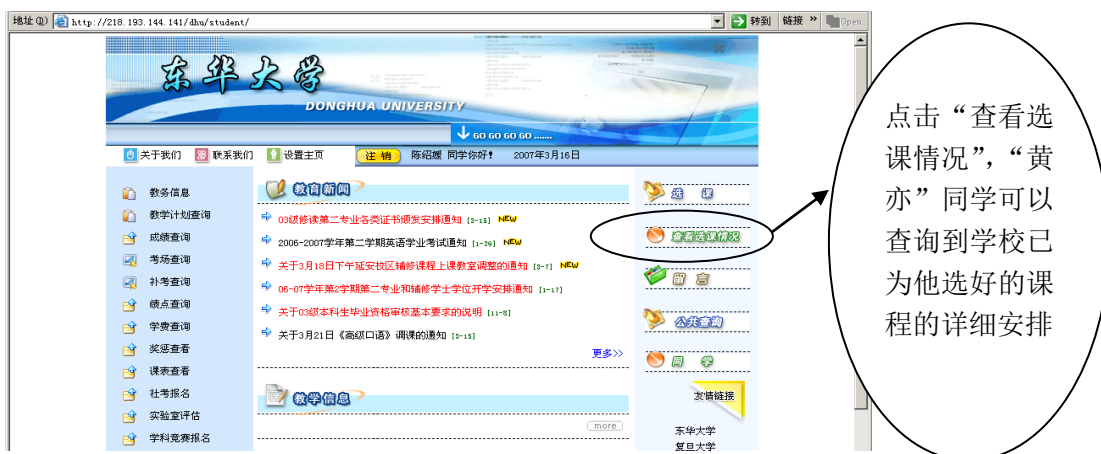 地址(D) http://218.193.144.141/dhu/student/ 转到 链接 » Open
东华大学
DONGHUA UNIVERSITY
GO GO GO GO ......
关于我们 联系我们 设置主页 注 销 陈绍媛 同学你好! 2007年3月16日
教务信息
教学计划查询
成绩查询
考场查询
补考查询
绩点查询
学费查询
奖惩查看
课表查看
社考报名
实验室评估
学科竞赛报名
教育新闻
03级修读第二专业各类证书颁发安排通知 [3-15] NEW
2006-2007学年第二学期英语学业考试通知 [1-29] NEW
关于3月18日下午延安校区辅修课程上课教室调整的通知 [3-7] NEW
06-07学年第2学期第二专业和辅修学士学位开学安排通知 [1-17]
关于03级本科生毕业资格审核基本要求的说明 [11-8]
关于3月21日《高级口语》调课的通知 [3-15]
更多>>
教学信息
more
选 课
查看选课情况
留 言
公共查询
同 学
友情链接
东华大学
复旦大学
点击“查看选
课情况”，“黄
亦”同学可以
查询到学校已
为他选好的课
程的详细安排